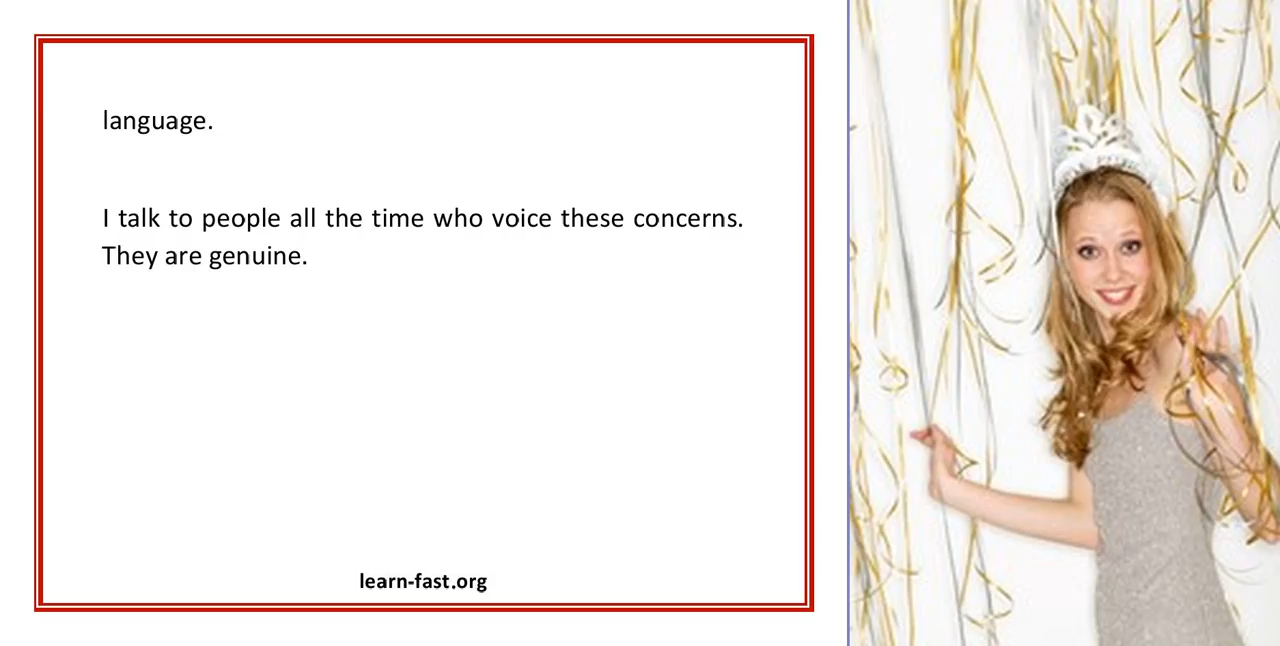 language.
I talk to people all the time who voice these concerns.
They are genuine.
learn-fast.org